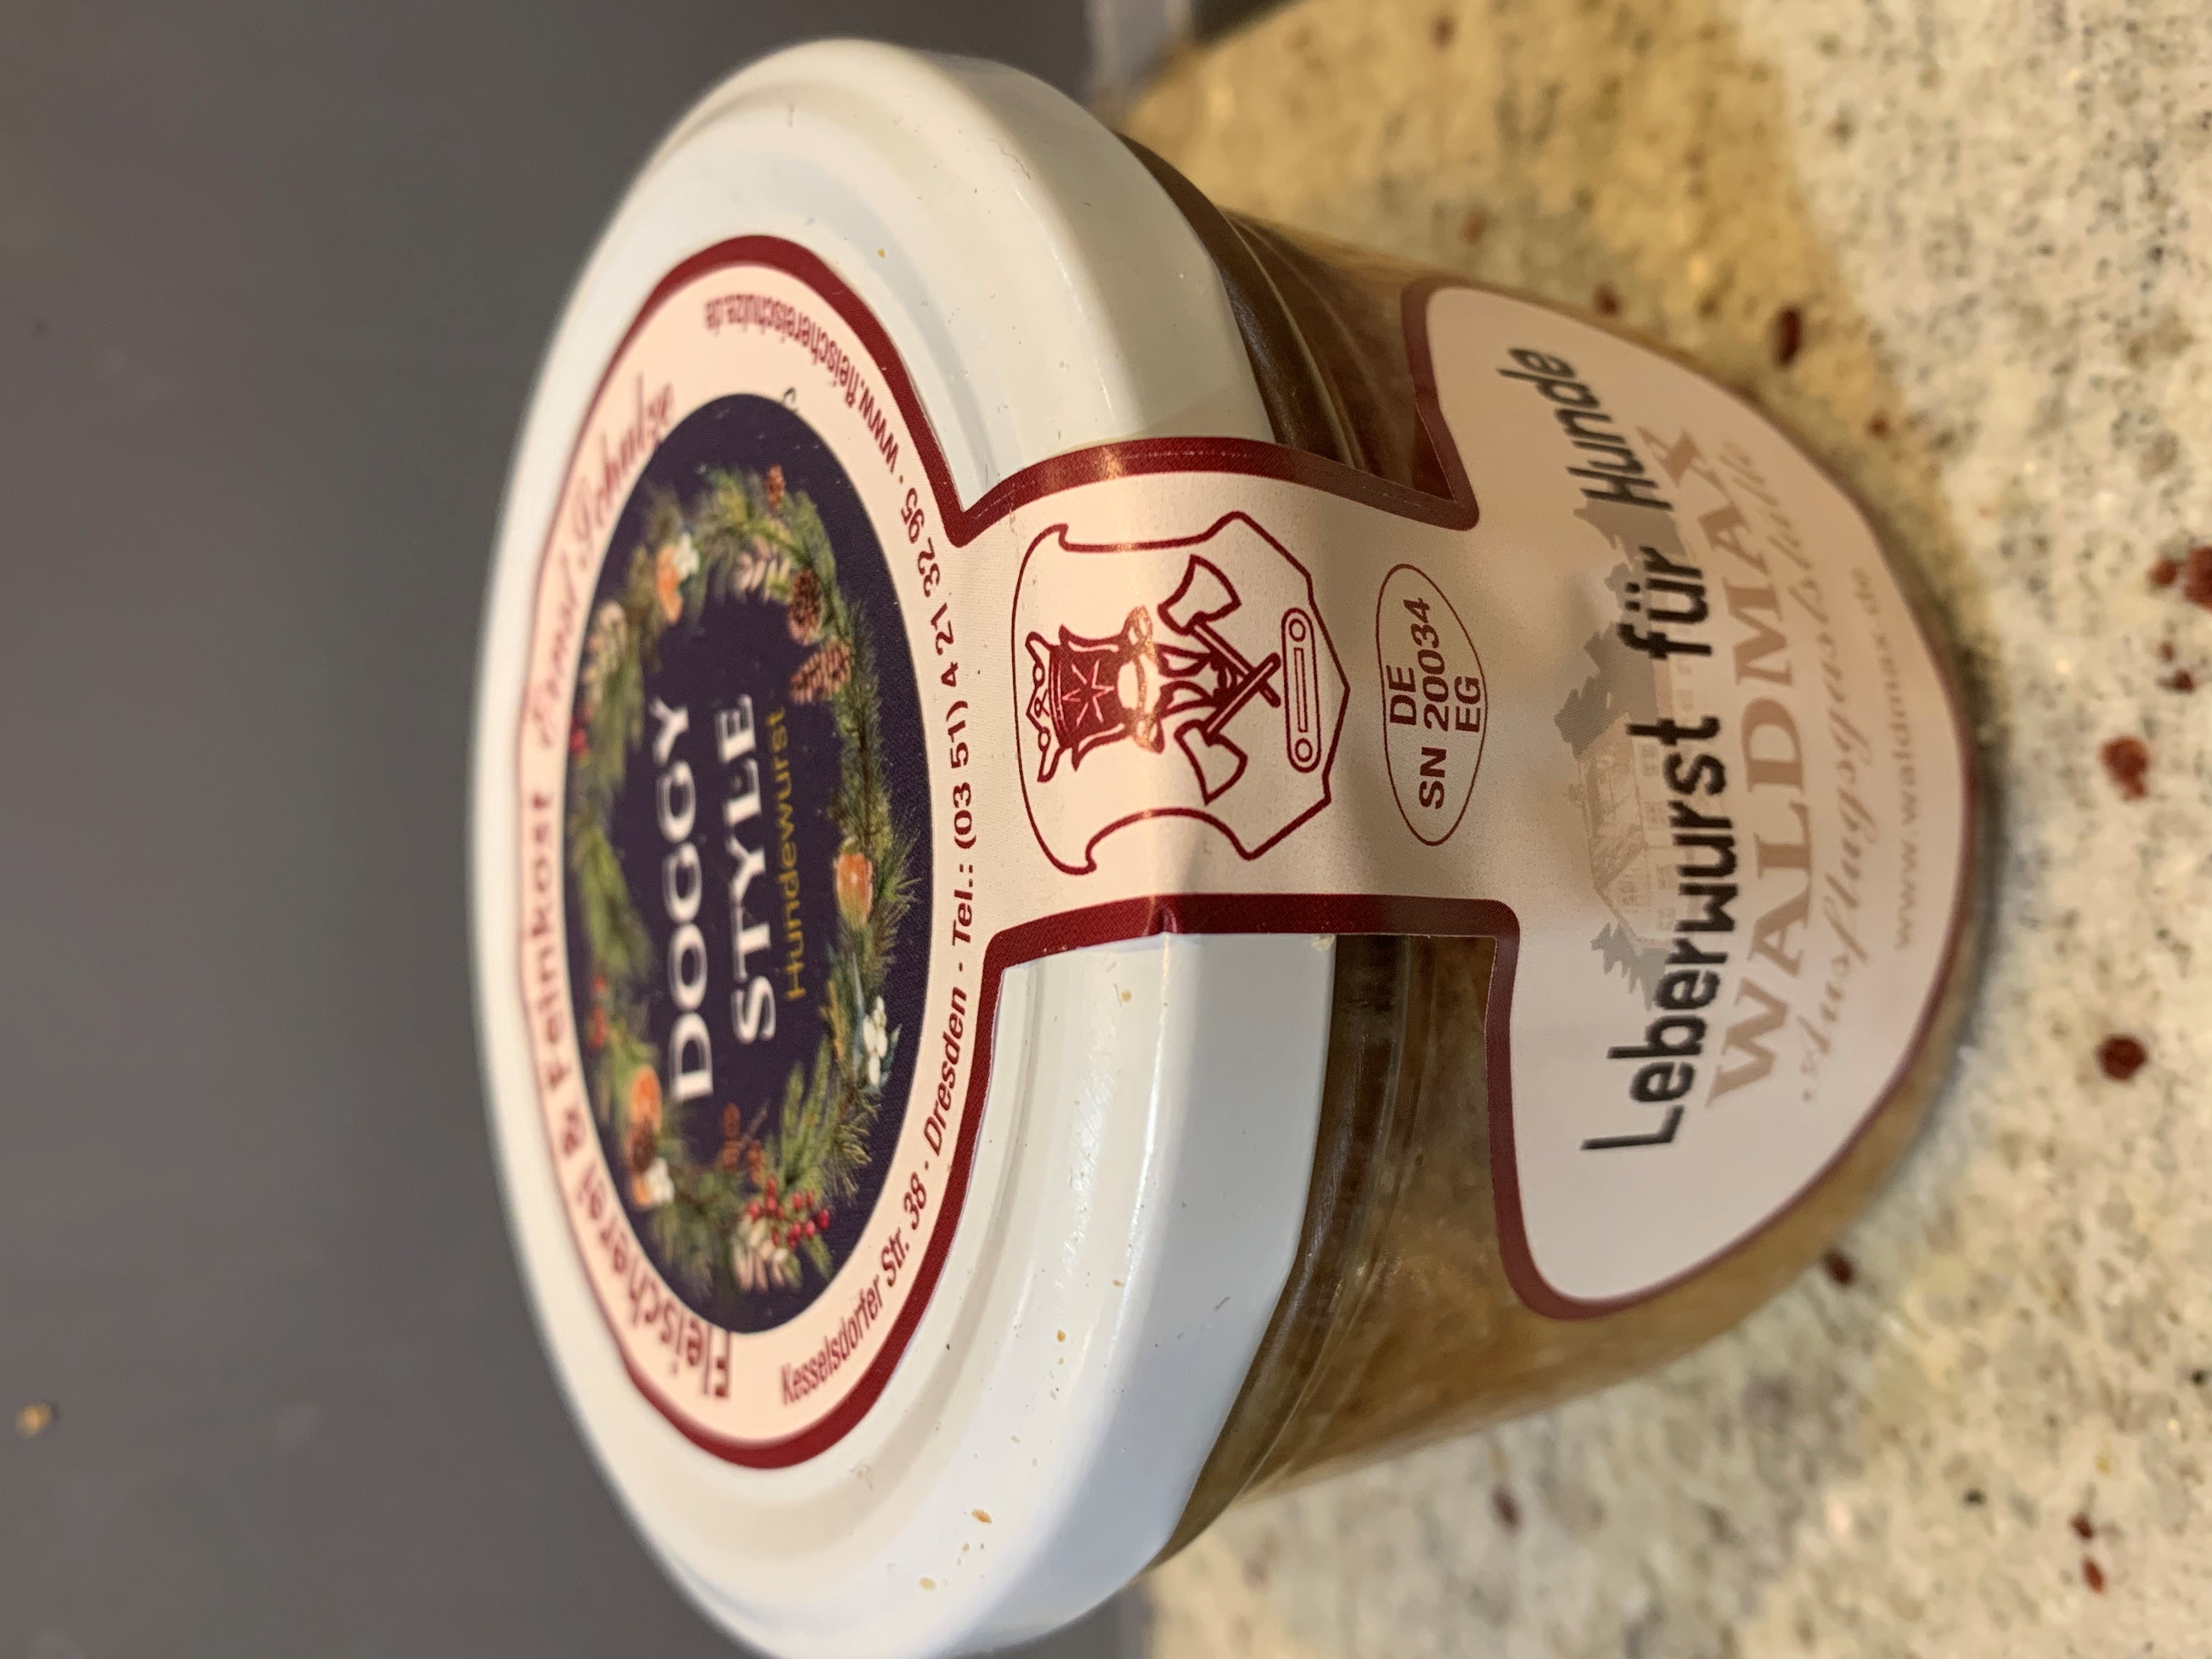 Fleischerei & Feinkost Ernst Schulze
DOGGY
STYLE
Hundewurst
Kesselsdorfer Str. 38 · Dresden · Tel.: (03 51) 4 21 32 95 · www.fleischereischulze.de
DE
SN 20034
EG
Leberwurst für Hunde
WALDMAX
Ausflugsgaststätte
www.waldmax.de